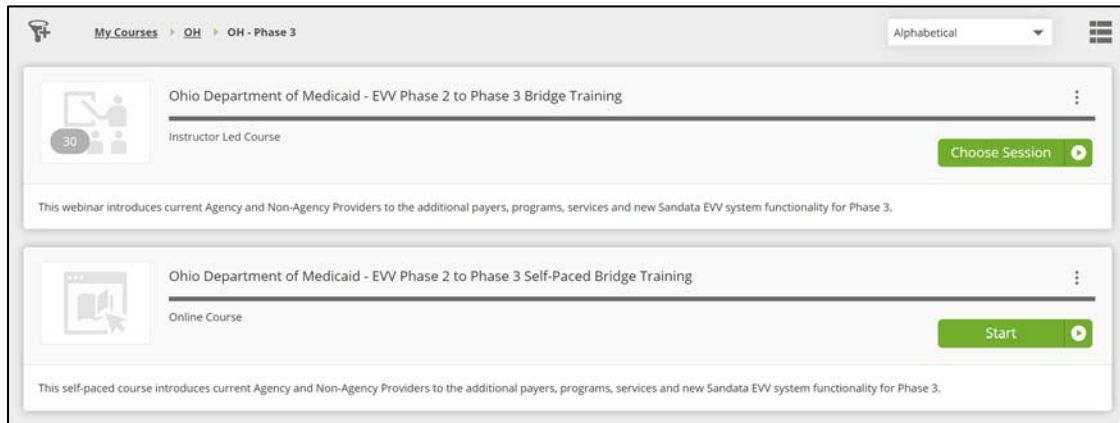 My Courses OH OH - Phase 3 Alphabetical
Ohio Department of Medicaid - EVV Phase 2 to Phase 3 Bridge Training
30
Instructor Led Course
Choose Session
This webinar introduces current Agency and Non-Agency Providers to the additional payers, programs, services and new Sandata EVV system functionality for Phase 3.
Ohio Department of Medicaid - EVV Phase 2 to Phase 3 Self-Paced Bridge Training
Online Course
Start
This self-paced course introduces current Agency and Non-Agency Providers to the additional payers, programs, services and new Sandata EVV system functionality for Phase 3.